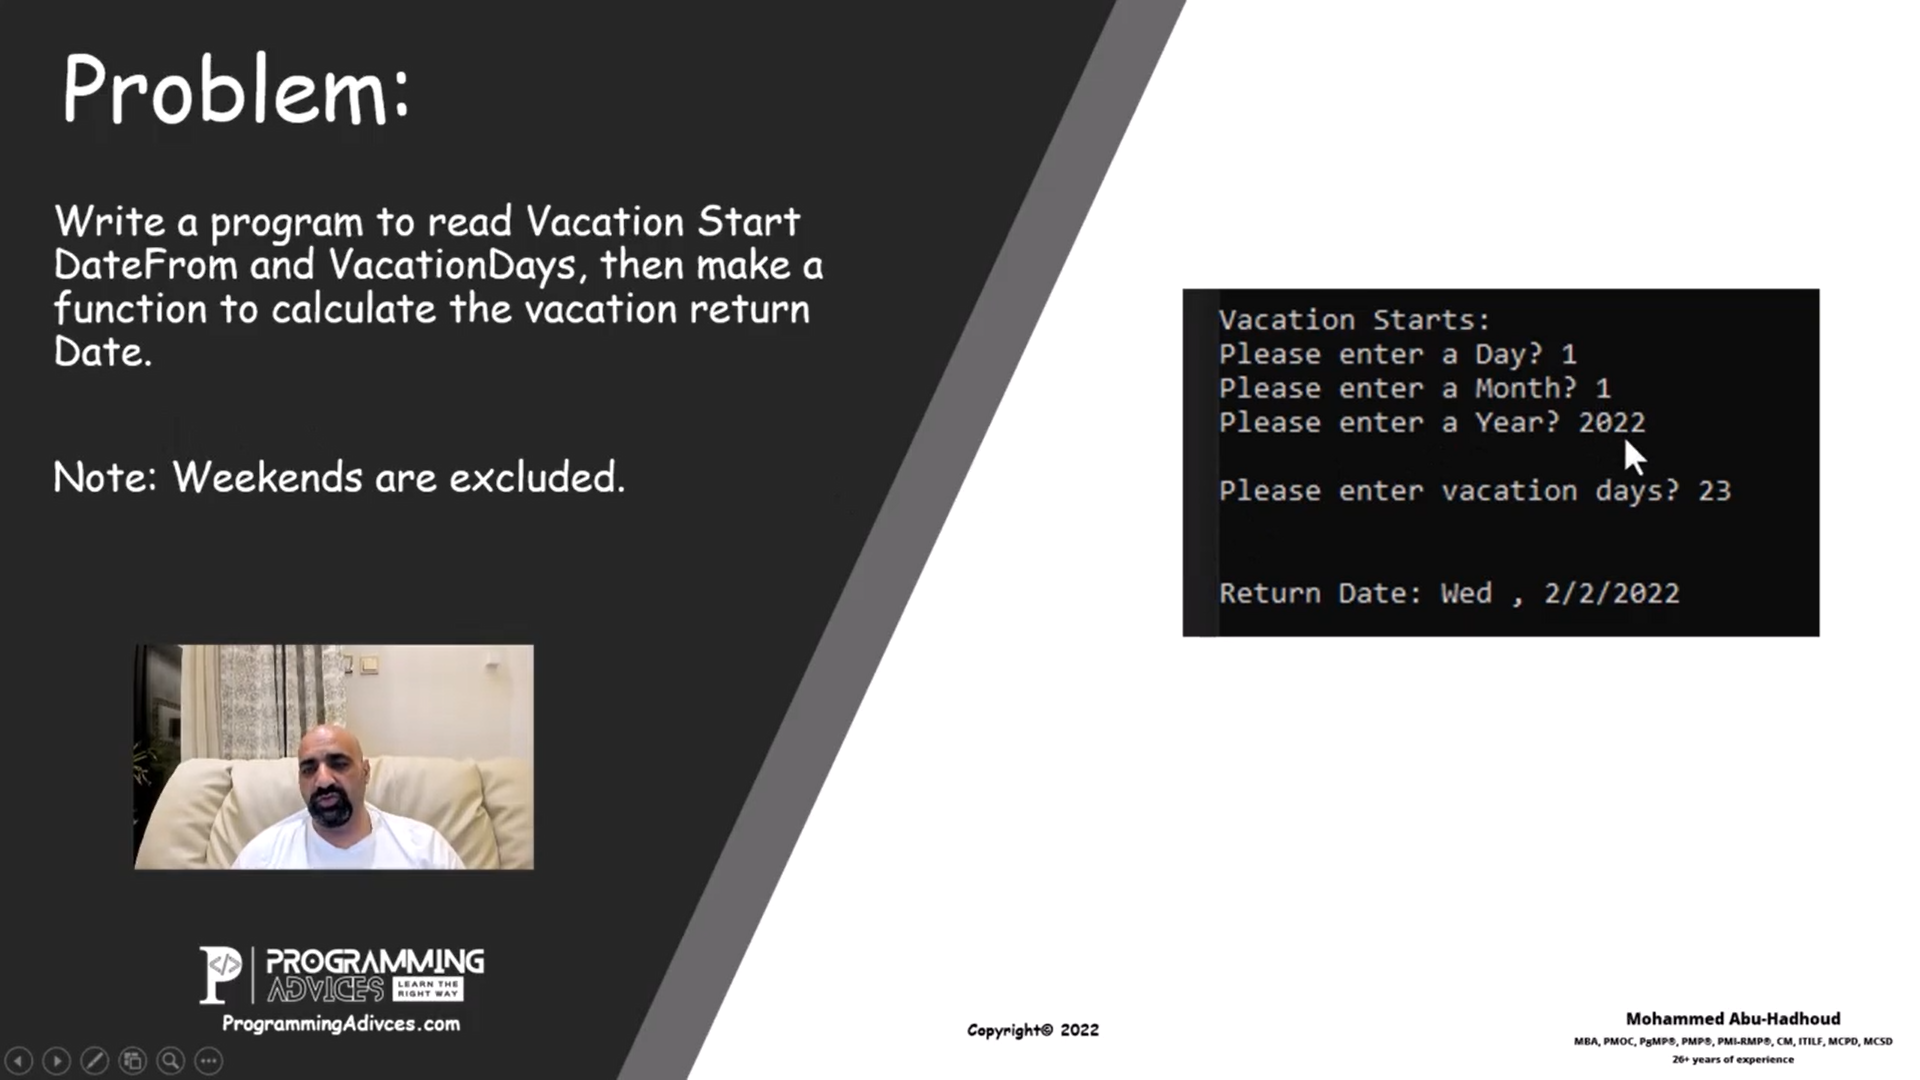 Problem:
Write a program to read Vacation Start
DateFrom and VacationDays, then make a
function to calculate the vacation return
Date.
Note: Weekends are excluded.
Vacation Starts:
Please enter a Day? 1
Please enter a Month? 1
Please enter a Year? 2022
Please enter vacation days? 23
Return Date: Wed , 2/2/2022
P </>
PROGRAMMING
ADVICES LEARN THE
RIGHT WAY
ProgrammingAdivces.com
Copyright© 2022
Mohammed Abu-Hadhoud
MBA, PMOC, PgMP®, PMP®, PMI-RMP®, CM, ITILF, MCPD, MCSD
26+ years of experience